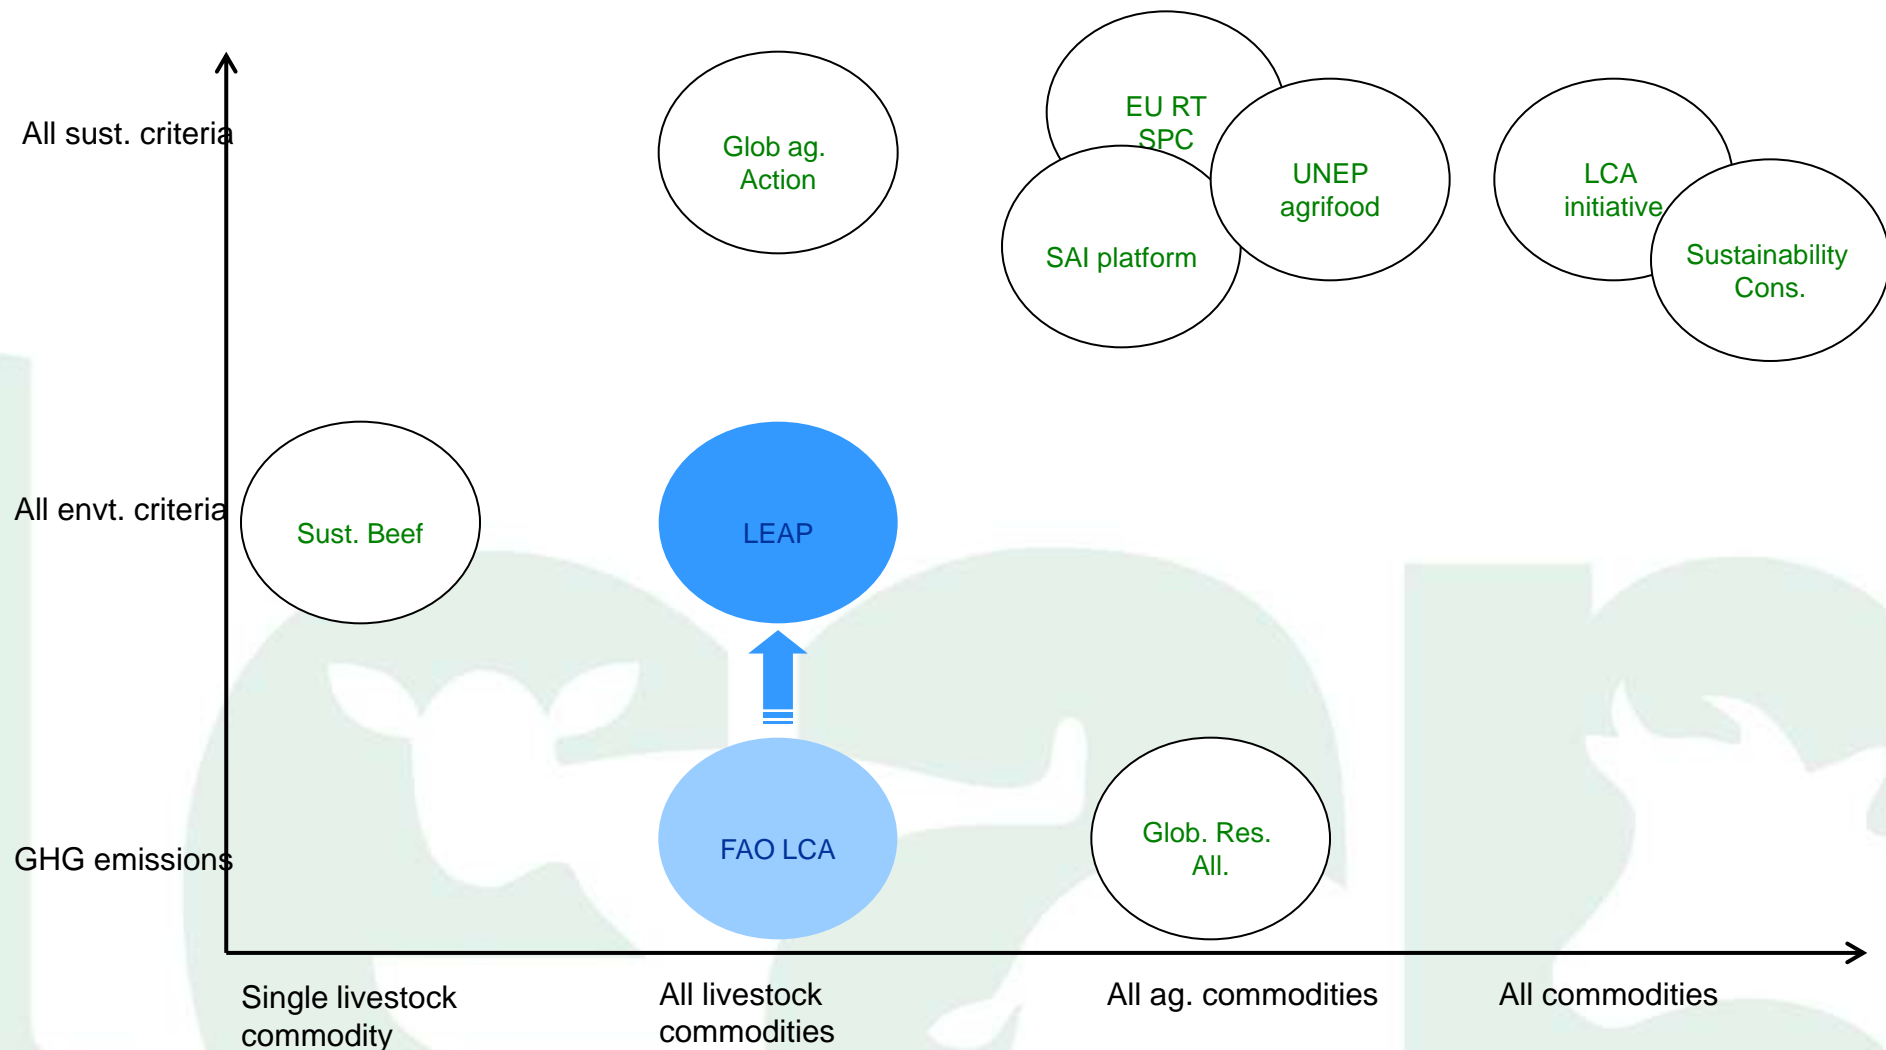 All sust. criteria
Glob ag.
Action
EU RT
SPC
SAI platform
UNEP
agrifood
LCA
initiative
Sustainability
Cons.
All envt. criteria
Sust. Beef
LEAP
GHG emissions
FAO LCA
Glob. Res.
All.
Single livestock
commodity
All livestock
commodities
All ag. commodities
All commodities